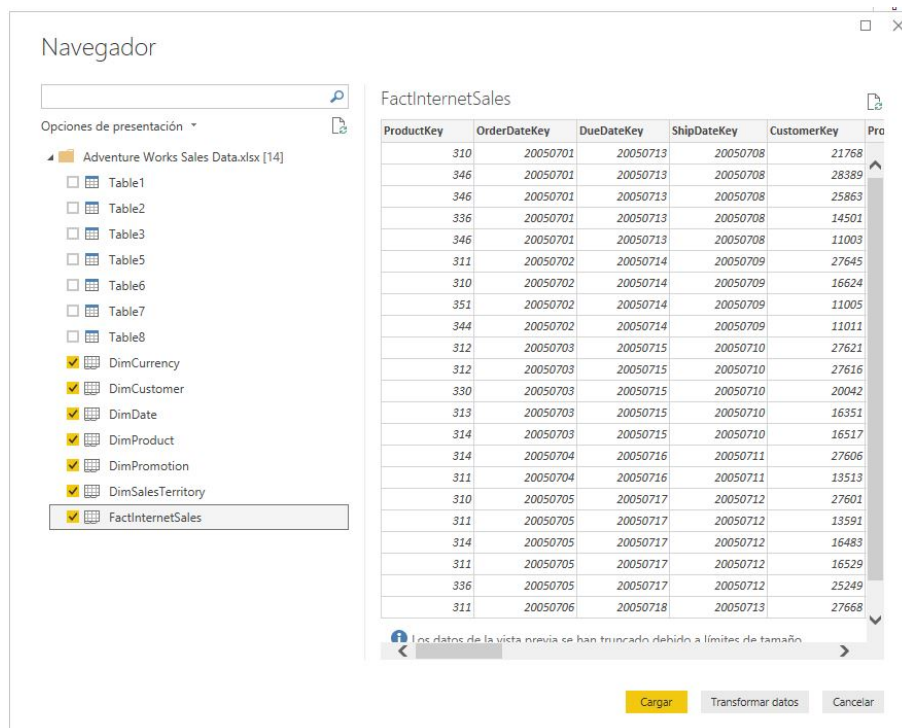 Navegador
Opciones de presentación
Adventure Works Sales Data.xlsx [14]
Table1
Table2
Table3
Table5
Table6
Table7
Table8
DimCurrency
DimCustomer
DimDate
DimProduct
DimPromotion
DimSalesTerritory
FactInternetSales
FactInternetSales
ProductKey OrderDateKey DueDateKey ShipDateKey CustomerKey Pro
310 20050701 20050713 20050708 21768
346 20050701 20050713 20050708 28389
346 20050701 20050713 20050708 25863
336 20050701 20050713 20050708 14501
346 20050701 20050713 20050708 11003
311 20050702 20050714 20050709 27645
310 20050702 20050714 20050709 16624
351 20050702 20050714 20050709 11005
344 20050702 20050714 20050709 11011
312 20050703 20050715 20050710 27621
312 20050703 20050715 20050710 27616
330 20050703 20050715 20050710 20042
313 20050703 20050715 20050710 16351
314 20050703 20050715 20050710 16517
314 20050704 20050716 20050711 27606
311 20050704 20050716 20050711 13513
310 20050705 20050717 20050712 27601
311 20050705 20050717 20050712 13591
314 20050705 20050717 20050712 16483
311 20050705 20050717 20050712 16529
336 20050705 20050717 20050712 25249
311 20050706 20050718 20050713 27668
Los datos de la vista previa se han truncado debido a límites de tamaño
Cargar Transformar datos Cancelar